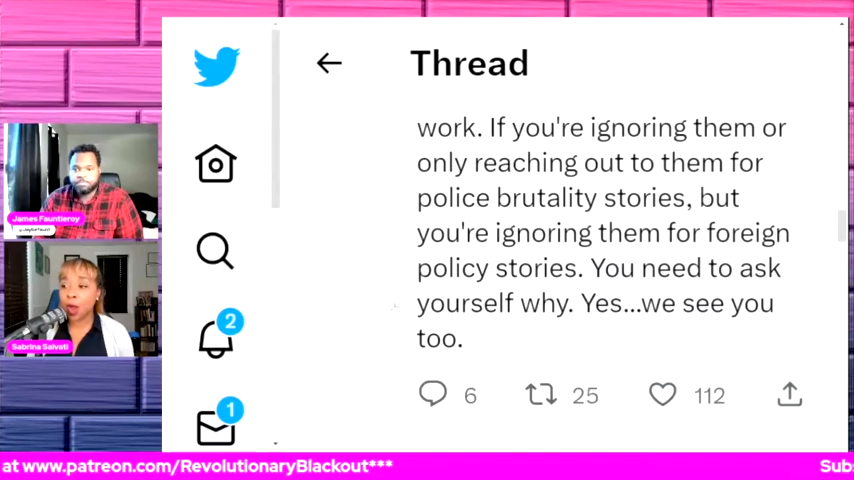 Thread
work. If you're ignoring them or
only reaching out to them for
police brutality stories, but
you're ignoring them for foreign
policy stories. You need to ask
yourself why. Yes...we see you
too.
6 25 112
2
1
James Fauntleroy
Sabrina Salvati
at www.patreon.com/RevolutionaryBlackout*** Subs